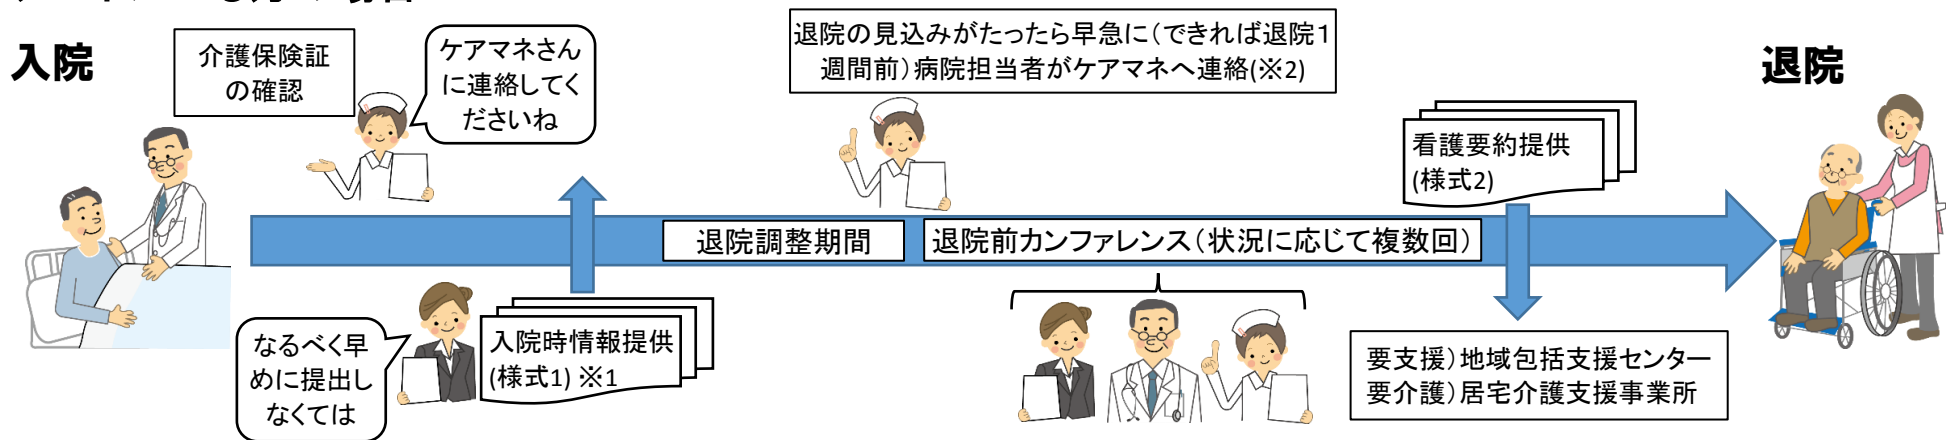 入院
介護保険証
の確認
ケアマネさん
に連絡してく
ださいね
退院の見込みがたったら早急に(できれば退院1
週間前)病院担当者がケアマネへ連絡(※2)
退院
看護要約提供
(様式2)
退院調整期間
退院前カンファレンス(状況に応じて複数回)
なるべく早
めに提出し
なくては
入院時情報提供
(様式1) ※1
要支援)地域包括支援センター
要介護)居宅介護支援事業所